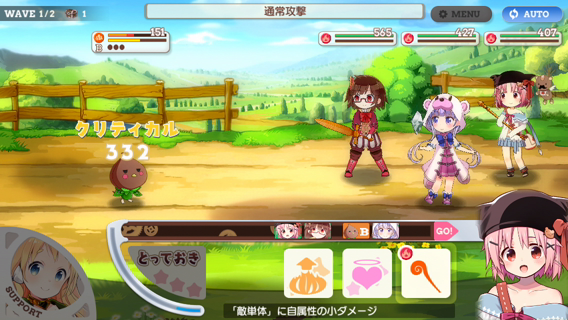 WAVE 1/2 1
通常攻撃
MENU
AUTO
151
B
565
427
407
クリティカル
332
B
GO!
とっておき
SUPPORT
「敵単体」に自属性の小ダメージ